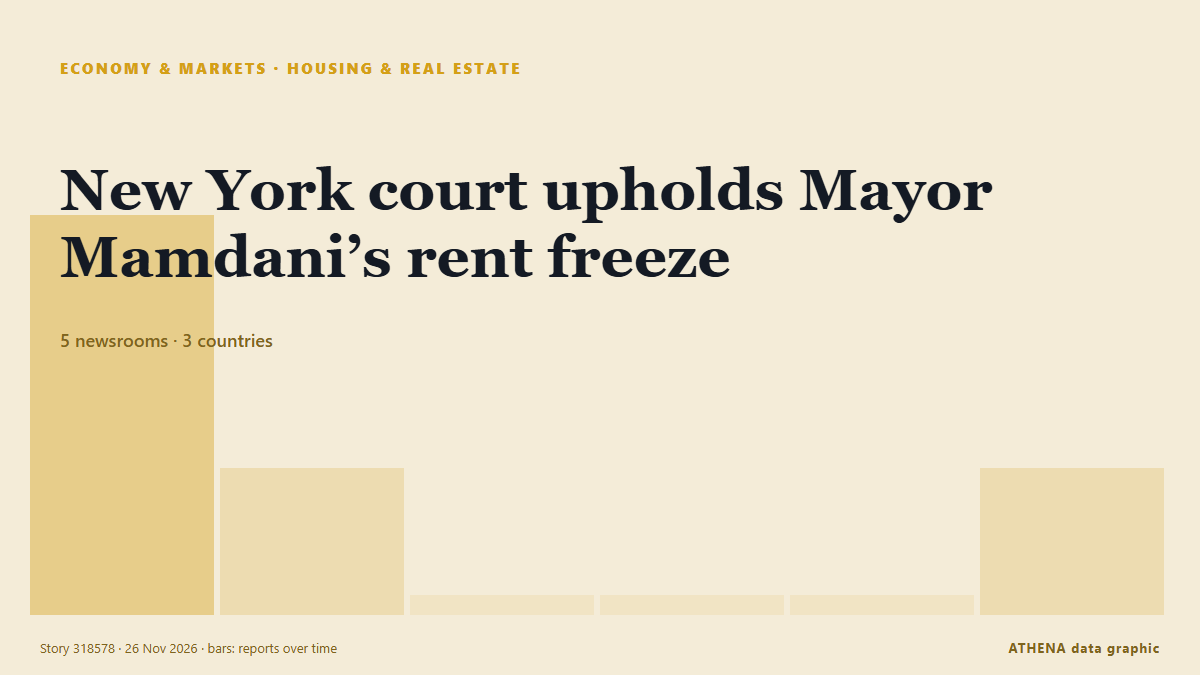 ECONOMY & MARKETS · HOUSING & REAL ESTATE
New York court upholds Mayor
Mamdani’s rent freeze
5 newsrooms · 3 countries
Story 318578 · 26 Nov 2026 · bars: reports over time
ATHENA data graphic